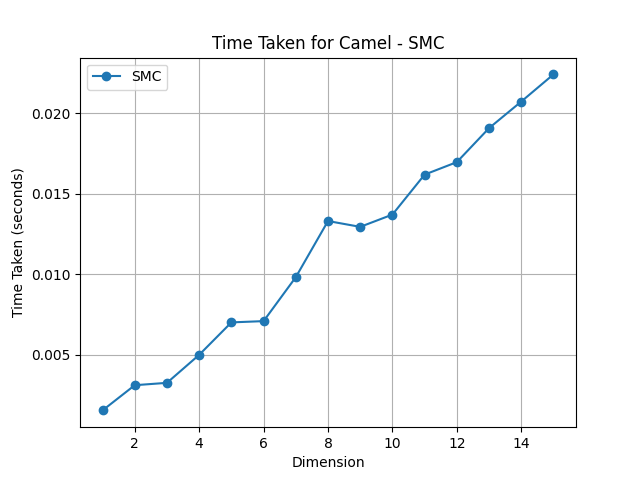 Time Taken for Camel - SMC
SMC
Time Taken (seconds)
0.020
0.015
0.010
0.005
2 4 6 8 10 12 14
Dimension